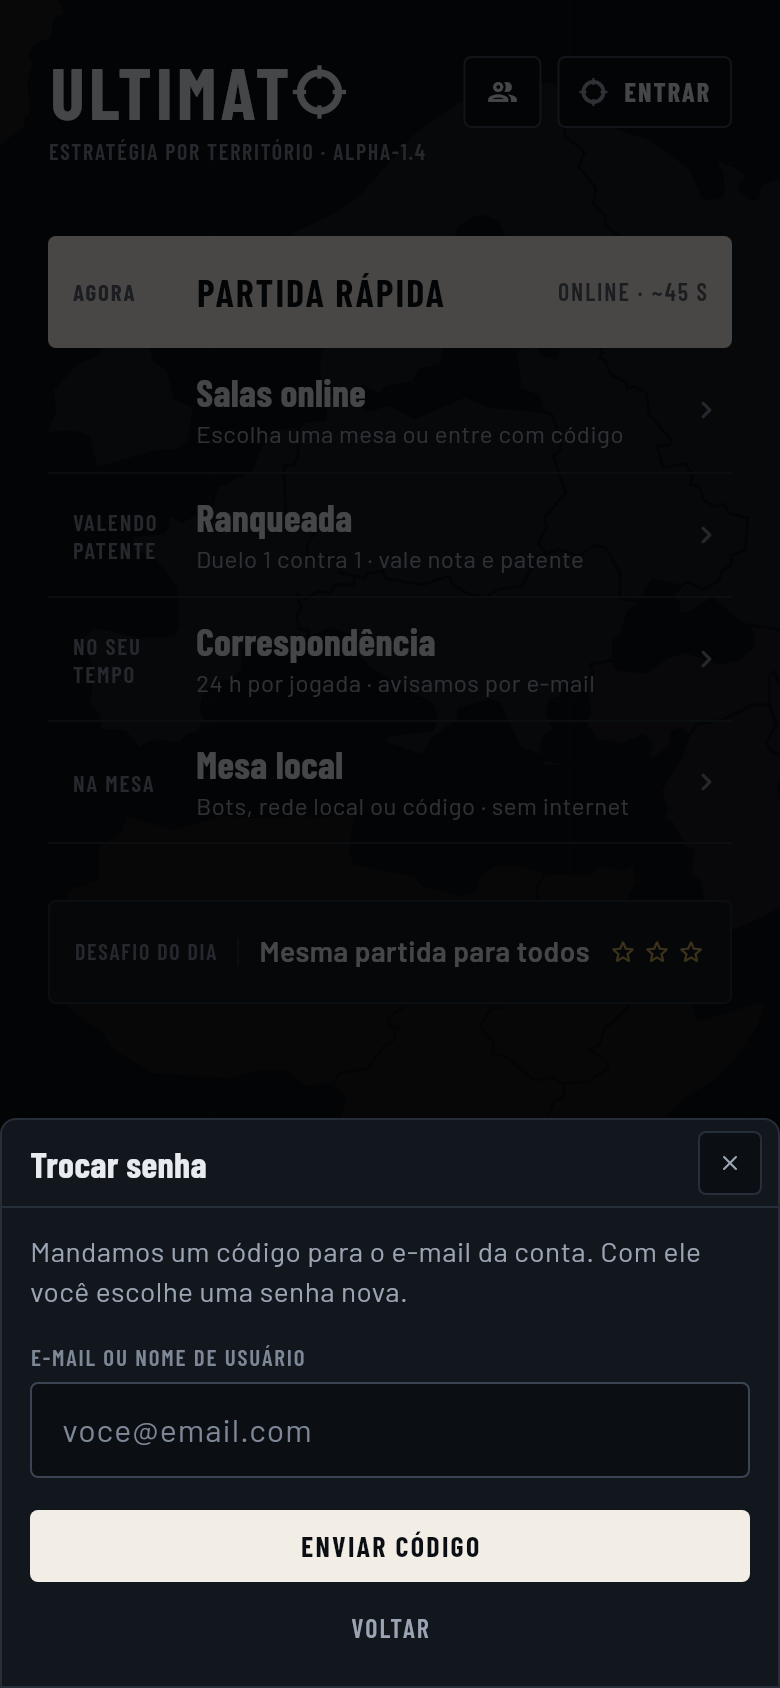 ULTIMATO
ENTRAR
ESTRATÉGIA POR TERRITÓRIO · ALPHA-1.4
AGORA
PARTIDA RÁPIDA
ONLINE · ~45 S
Salas online
Escolha uma mesa ou entre com código
VALENDO
PATENTE
Ranqueada
Duelo 1 contra 1 · vale nota e patente
NO SEU
TEMPO
Correspondência
24 h por jogada · avisamos por e-mail
NA MESA
Mesa local
Bots, rede local ou código · sem internet
DESAFIO DO DIA
Mesma partida para todos
Trocar senha
Mandamos um código para o e-mail da conta. Com ele
você escolhe uma senha nova.
E-MAIL OU NOME DE USUÁRIO
voce@email.com
ENVIAR CÓDIGO
VOLTAR